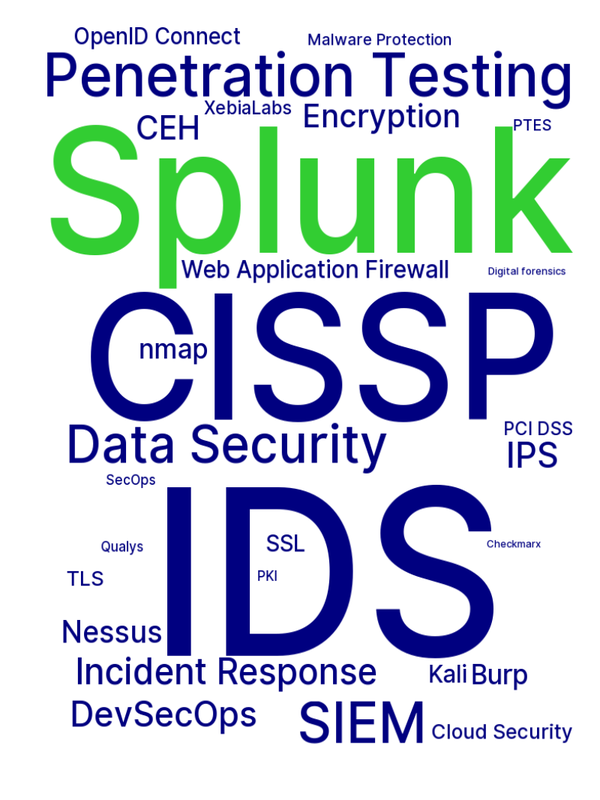 OpenID Connect
Malware Protection
Penetration Testing
XebiaLabs
Encryption
CEH
PTES
Splunk
Web Application Firewall
Digital forensics
CISSP
nmap
PCI DSS
Data Security
IPS
SecOps
IDS
SSL
Qualys
Checkmarx
PKI
TLS
Nessus
Incident Response
Kali
Burp
DevSecOps
SIEM
Cloud Security